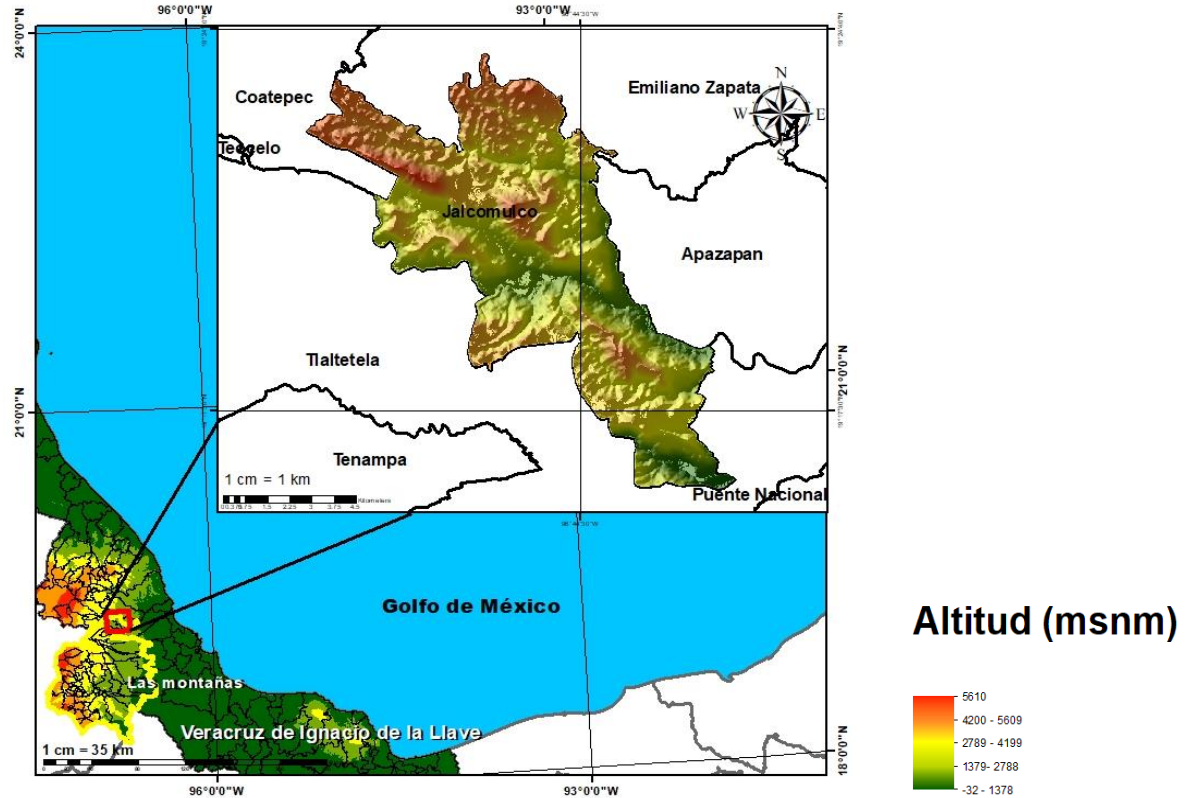 96°0'0"W
93°0'0"W
24°0'0"N
Coatepec
Emiliano Zapata
N
W
E
S
Teocelo
Jalcomulco
Apazapan
Tlaltetela
21°0'0"N
21°0'0"N
Tenampa
1 cm = 1 km
Puente Nacional
Golfo de México
Altitud (msnm)
Las montañas
5610
4200 - 5609
2789 - 4199
1379- 2788
-32 - 1378
Veracruz de Ignacio de la Llave
1 cm = 35 km
18°0'0"N
96°0'0"W
93°0'0"W